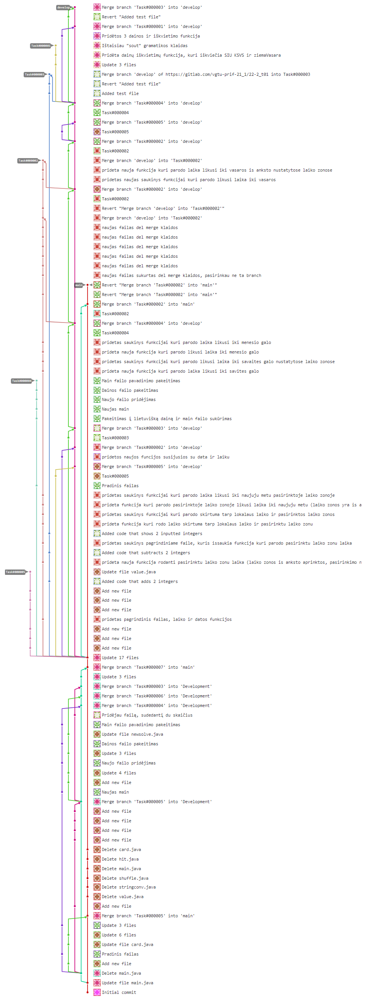 develop Merge branch 'Task#000003' into 'develop'
Revert "Added test file"
Merge branch 'Task#000001' into 'develop'
Pridėtos 3 dainos ir iškvietimo funkcija
Task#000001 Ištaisiau "sout" gramatikos klaidas
Pridėta dainų iškvietimų funkcija, kuri iškviečia SIU KSVS ir ziemaVasara
Update 3 files
Task#000003 Merge branch 'develop' of https://gitlab.com/vgtu-prif-21_1/22-2_t01 into Task#000003
Revert "Added test file"
Added test file
Merge branch 'Task#000004' into 'develop'
Task#000004
Merge branch 'Task#000005' into 'develop'
Task#000005
Merge branch 'Task#000002' into 'develop'
Task#000002
Task#000002 Merge branch 'develop' into 'Task#000002'
prideta nauja funkcija kuri parodo laika likusi iki vasaros is anksto nustatytose laiko zonose
pridetas naujas saukinys funkcijai kuri parodo likusi laika iki vasaros
Merge branch 'Task#000002' into 'develop'
Task#000002
Revert "Merge branch 'develop' into 'Task#000002'"
Merge branch 'develop' into 'Task#000002'
naujas failas del merge klaidos
naujas failas del merge klaidos
naujas failas del merge klaidos
naujas failas del merge klaidos
naujas failas del merge klaidos
naujas failas sukurtas del merge klaidos, pasirinkau ne ta branch
main Revert "Merge branch 'Task#000002' into 'main'"
Revert "Merge branch 'Task#000002' into 'main'"
Merge branch 'Task#000002' into 'main'
Task#000002
Merge branch 'Task#000004' into 'develop'
Task#000004
pridetas saukinys funkcijai kuri parodo laika likusi iki menesio galo
prideta nauja funkcija kuri parodo likusi laika iki menesio galo
pridetas saukinys funkcijai kuri parodo likusi laika iki savaites galo nustatytose laiko zonose
prideta nauja funkcija kuri parodo laika likusi iki savites galo
Task#000004 Main failo pavadinimo pakeitimas
Dainos failo pakeitimas
Naujo failo pridėjimas
Naujas main
Pakeitimas į lietuvišką dainą ir main failo sukūrimas
Merge branch 'Task#000003' into 'develop'
Task#000003
Merge branch 'Task#000002' into 'develop'
pridetos naujos funcijos susijusios su data ir laiku
Merge branch 'Task#000005' into 'develop'
Task#000005
Pradinis failas
pridetas saukinys funkcijai kuri parodo laika likusi iki naujuju metu pasirinktoje laiko zonoje
prideta funkcija kuri parodo pasirinktoje laiko zonoje likusi laika iki naujuju metu (laiko zonos yra is a
pridetas saukinys funkcijai kuri parodo skirtuma tarp lokalaus laiko ir pasirinktos laiko zonos
prideta funkcija kuri rodo laiko skirtuma tarp lokalaus laiko ir pasirinktu laiko zonu
Added code that shows 2 inputted integers
pridetas saukinys pagrindiniame faile, kuris issaukia funkcija kuri parodo pasirinktu laiko zonu laika
Added code that subtracts 2 integers
prideta nauja funkcija rodanti pasirinktu laiko zonu laika (laiko zonos is anksto aprinktos, pasirinkimo n
Task#000005 Update file value.java
Added code that adds 2 integers
Add new file
Add new file
Add new file
pridetas pagrindinis failas, laiko ir datos funkcijos
Add new file
Add new file
Add new file
Update 17 files
Merge branch 'Task#000007' into 'main'
Update 3 files
Merge branch 'Task#000003' into 'Development'
Merge branch 'Task#000006' into 'Development'
Merge branch 'Task#000004' into 'Development'
Pridėjau failą, sudedantį du skaičius
Main failo pavadinimo pakeitimas
Update file newsolve.java
Dainos failo pakeitimas
Update 3 files
Naujo failo pridėjimas
Update 4 files
Add new file
Naujas main
Merge branch 'Task#000005' into 'Development'
Add new file
Add new file
Add new file
Add new file
Delete card.java
Delete hit.java
Delete main.java
Delete shuffle.java
Delete stringconv.java
Delete value.java
Add new file
Merge branch 'Task#000005' into 'main'
Update 3 files
Update 6 files
Update file card.java
Pradinis failas
Add new file
Delete main.java
Update file main.java
Initial commit